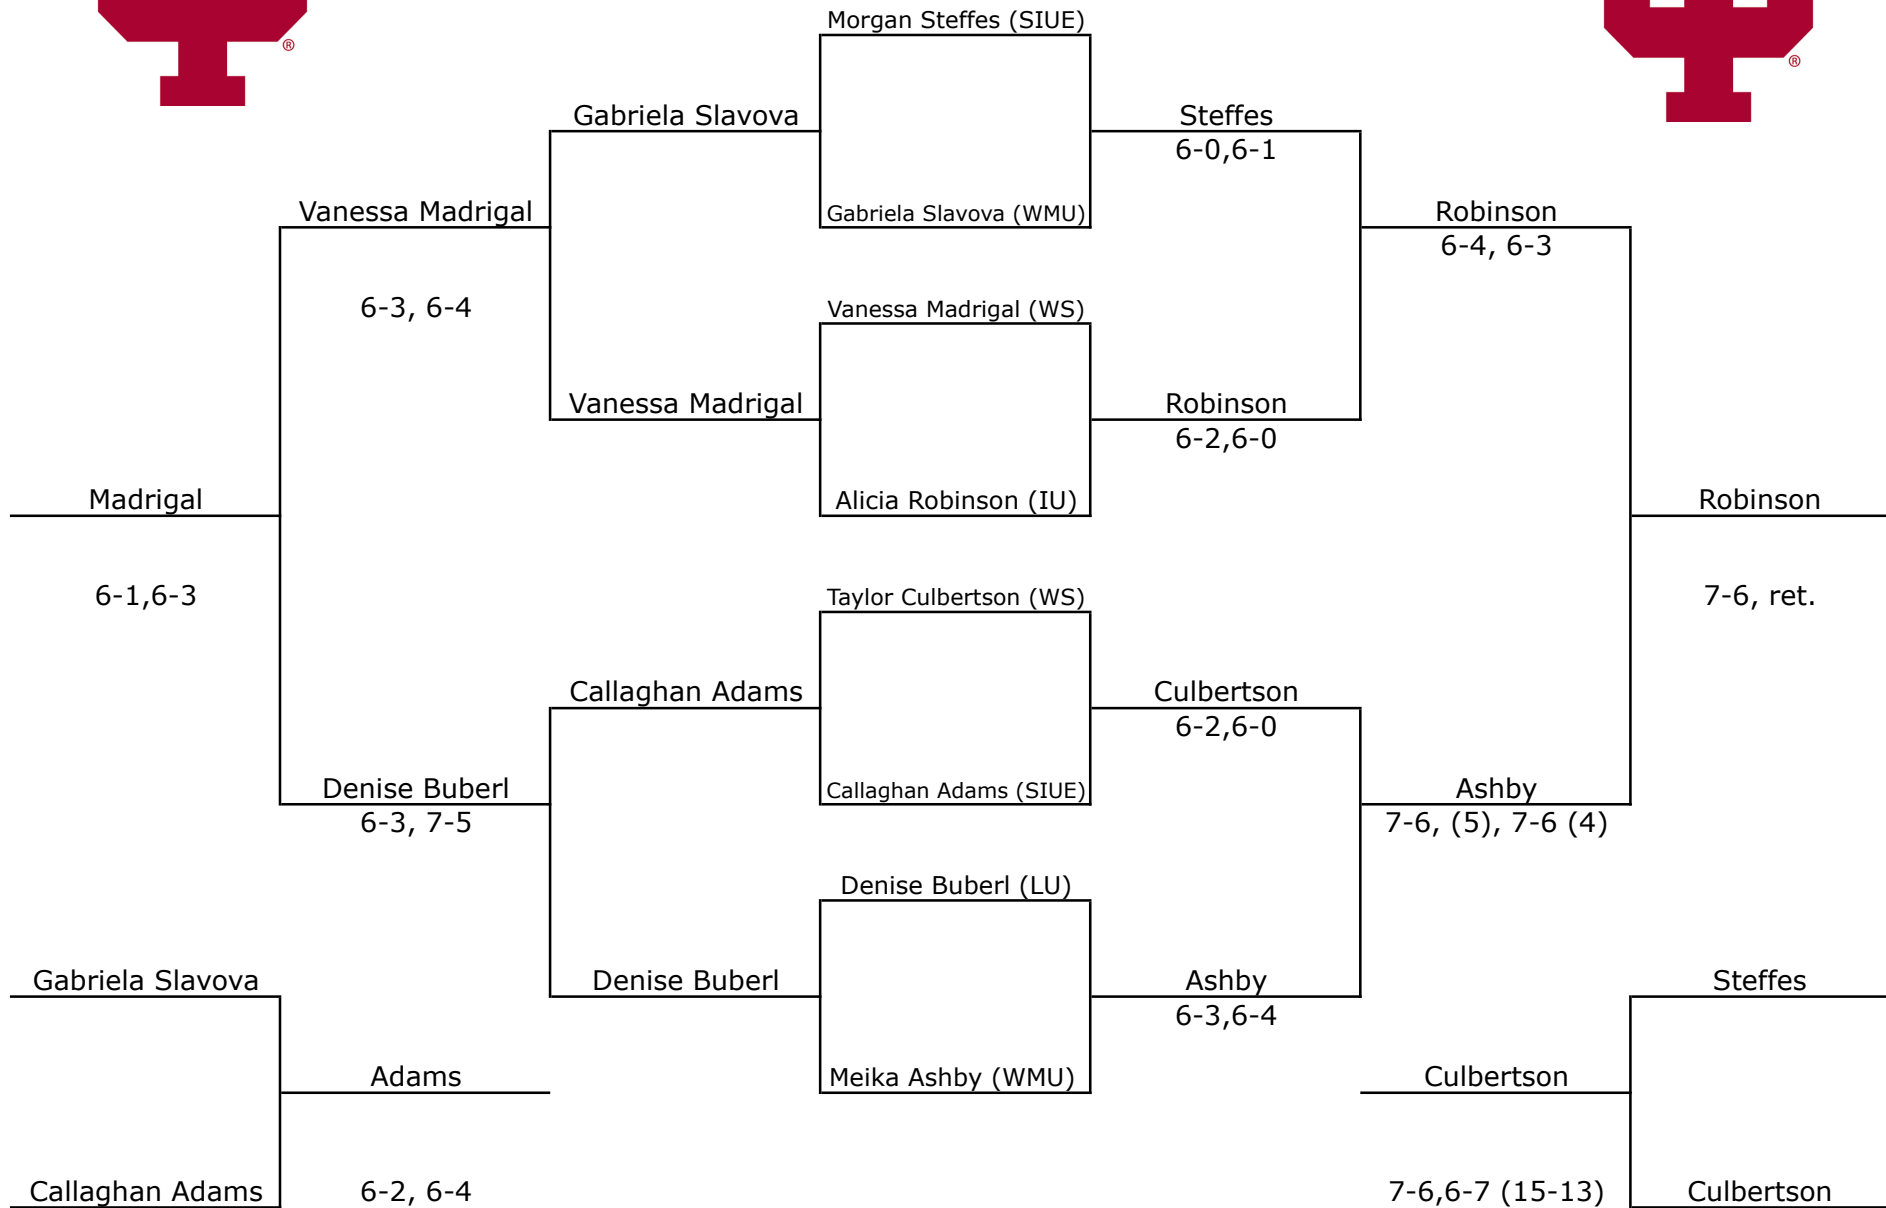 ®
®
Morgan Steffes (SIUE)
Gabriela Slavova
Steffes
6-0,6-1
Vanessa Madrigal
Gabriela Slavova (WMU)
Robinson
6-4, 6-3
6-3, 6-4
Vanessa Madrigal (WS)
Vanessa Madrigal
Robinson
6-2,6-0
Madrigal
Alicia Robinson (IU)
Robinson
6-1,6-3
Taylor Culbertson (WS)
7-6, ret.
Callaghan Adams
Culbertson
6-2,6-0
Denise Buberl
6-3, 7-5
Callaghan Adams (SIUE)
Ashby
7-6, (5), 7-6 (4)
Denise Buberl (LU)
Gabriela Slavova
Denise Buberl
Ashby
6-3,6-4
Steffes
Adams
Meika Ashby (WMU)
Culbertson
Callaghan Adams
6-2, 6-4
7-6,6-7 (15-13)
Culbertson